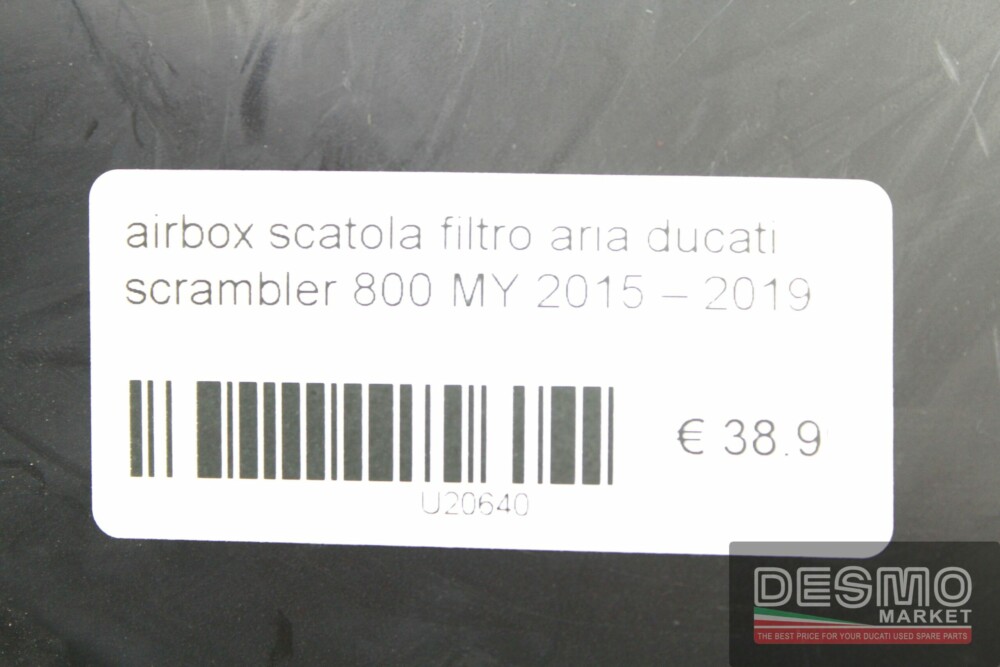 airbox scatola filtro aria ducati
scrambler 800 MY 2015 – 2019
€ 38.9
U20640
DESMO
MARKET
THE BEST PRICE FOR YOUR DUCATI USED SPARE PARTS